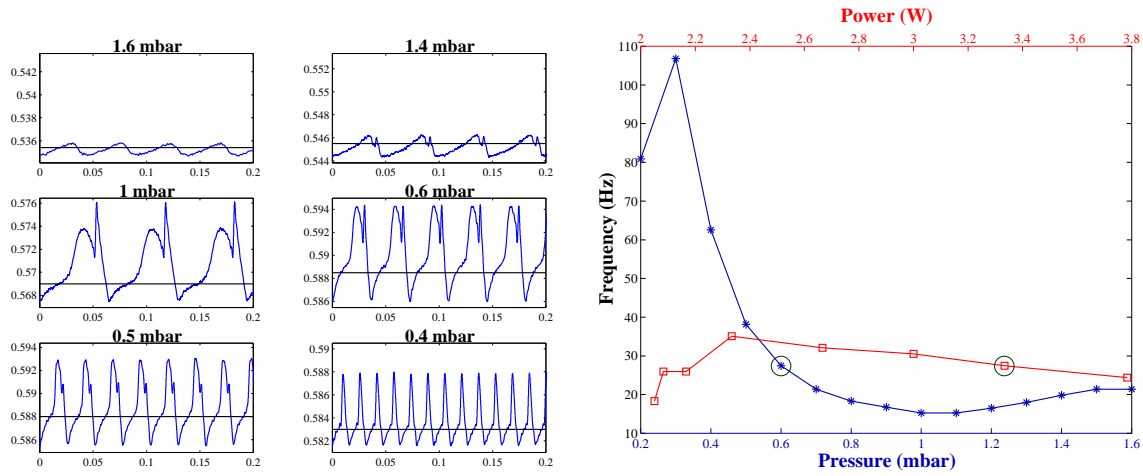 1.6 mbar
0.542
0.54
0.538
0.536
0 0.05 0.1 0.15 0.2
1.4 mbar
0.552
0.55
0.548
0.546
0.544
0 0.05 0.1 0.15 0.2
1 mbar
0.576
0.574
0.572
0.57
0.568
0 0.05 0.1 0.15 0.2
0.6 mbar
0.594
0.592
0.59
0.588
0.586
0 0.05 0.1 0.15 0.2
0.5 mbar
0.594
0.592
0.59
0.588
0.586
0 0.05 0.1 0.15 0.2
0.4 mbar
0.59
0.588
0.586
0.584
0.582
0 0.05 0.1 0.15 0.2
Power (W)
2 2.2 2.4 2.6 2.8 3 3.2 3.4 3.6 3.8
110
100
90
80
70
60
50
40
30
20
10
Frequency (Hz)
0.2 0.4 0.6 0.8 1.0 1.2 1.4 1.6
Pressure (mbar)